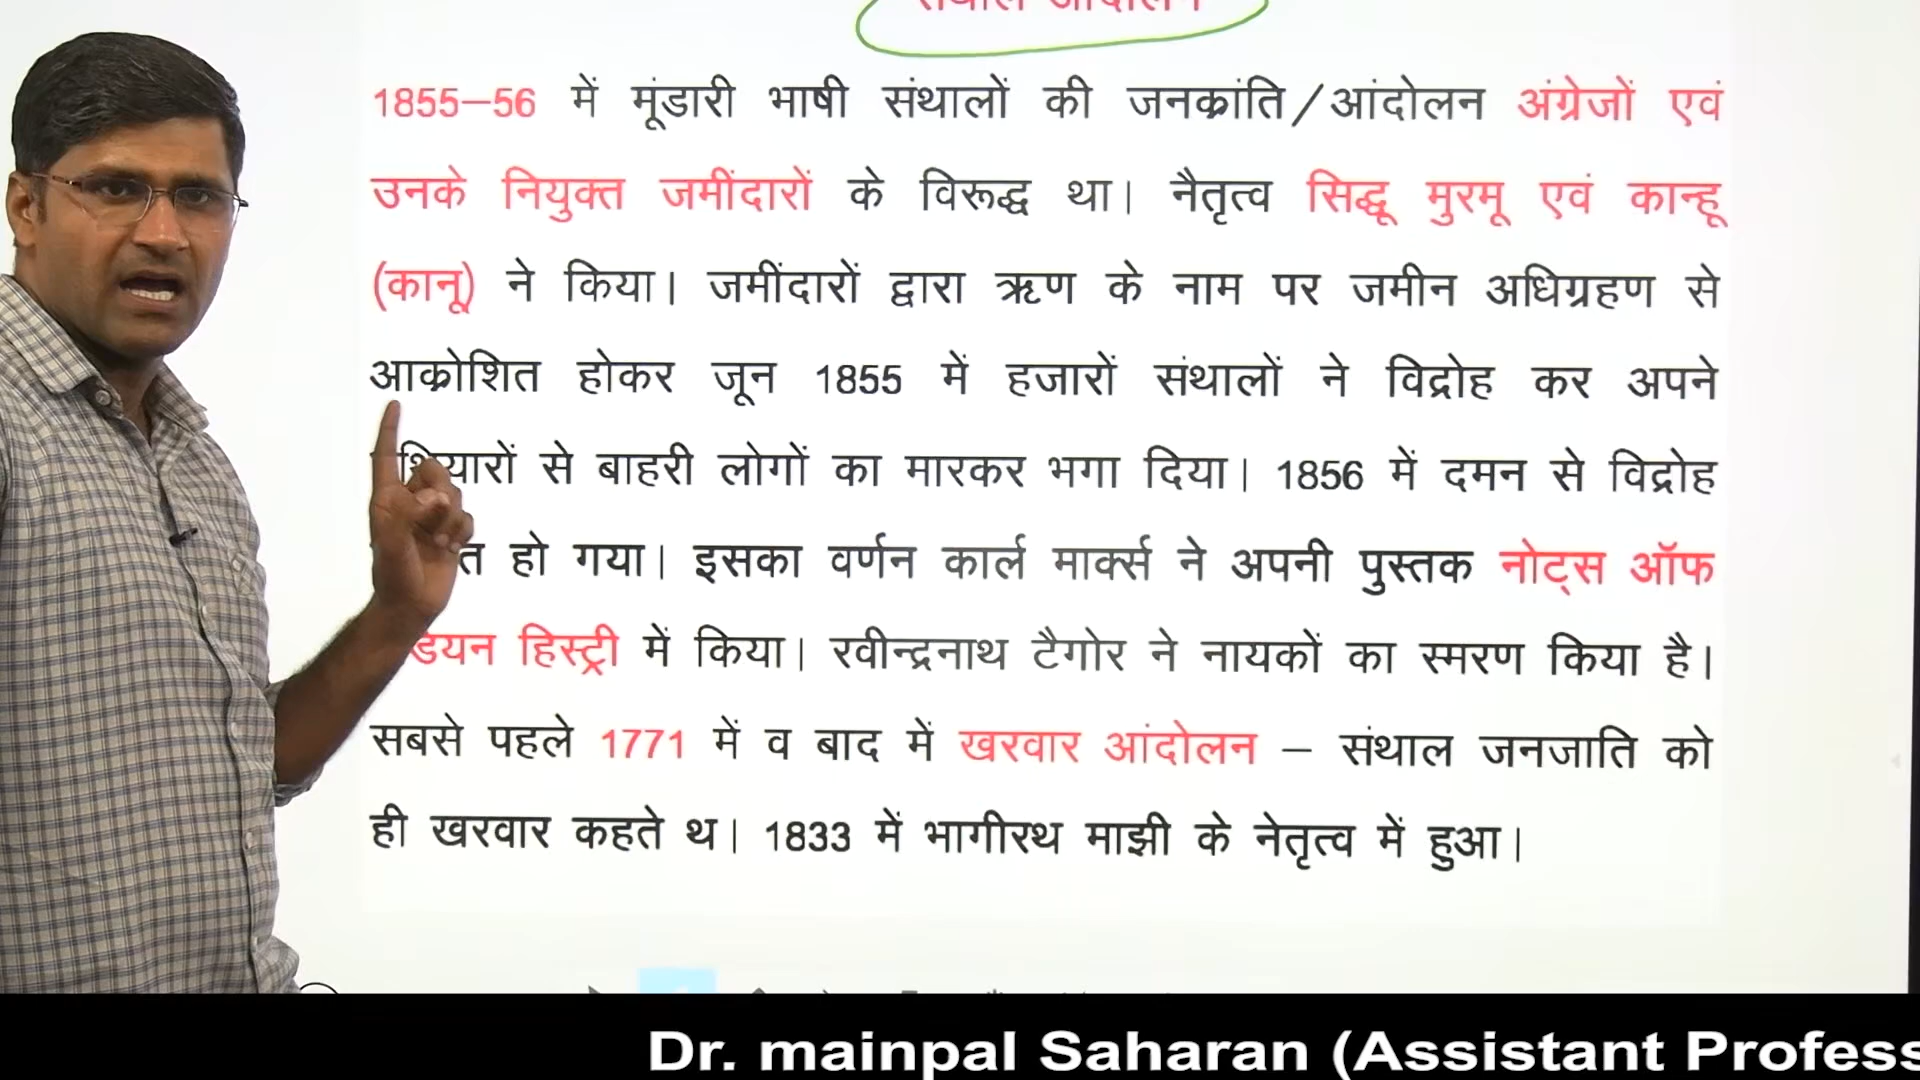 संथाल आंदोलन
1855–56 में मूंडारी भाषी संथालों की जनक्रांति/आंदोलन अंग्रेजों एवं
उनके नियुक्त जमींदारों के विरूद्ध था। नैतृत्व सिद्धू मुरमू एवं कान्हू
(कानू) ने किया। जमींदारों द्वारा ऋण के नाम पर जमीन अधिग्रहण से
आक्रोशित होकर जून 1855 में हजारों संथालों ने विद्रोह कर अपने
थियारों से बाहरी लोगों का मारकर भगा दिया। 1856 में दमन से विद्रोह
त हो गया। इसका वर्णन कार्ल मार्क्स ने अपनी पुस्तक नोट्स ऑफ
डियन हिस्ट्री में किया। रवीन्द्रनाथ टैगोर ने नायकों का स्मरण किया है।
सबसे पहले 1771 में व बाद में खरवार आंदोलन – संथाल जनजाति को
ही खरवार कहते थ। 1833 में भागीरथ माझी के नेतृत्व में हुआ।
Dr. mainpal Saharan (Assistant Profess